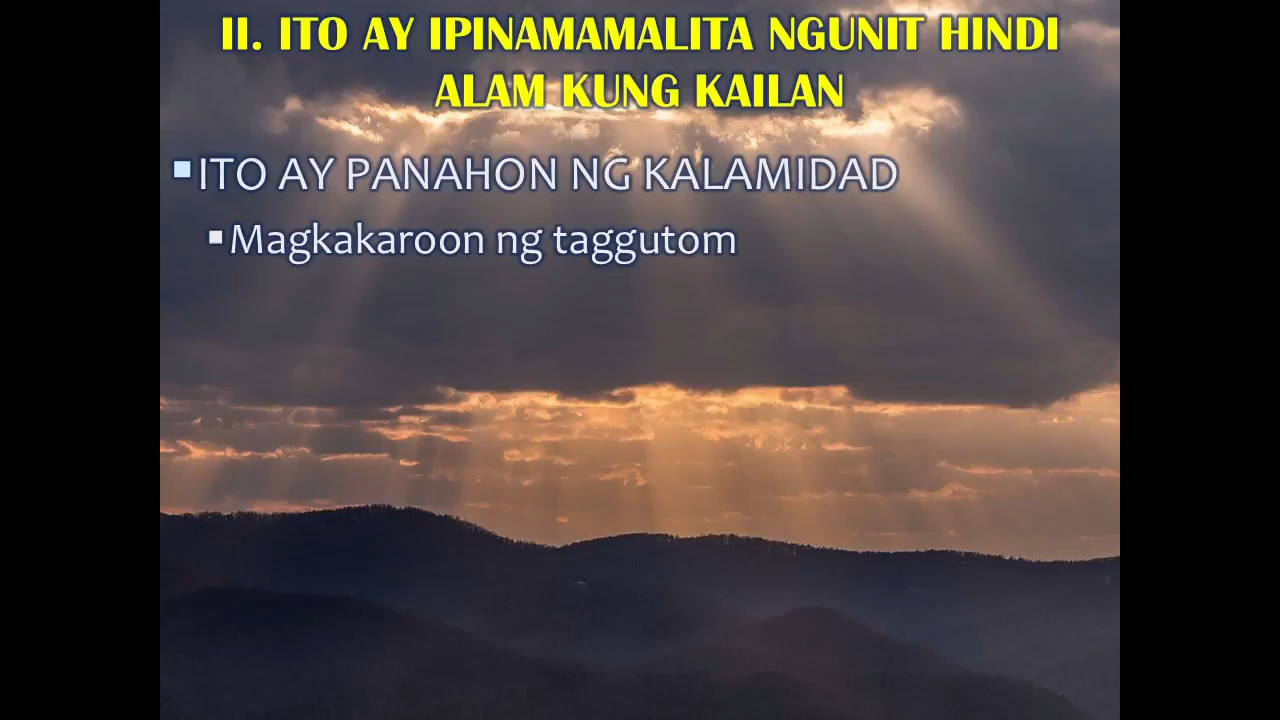 II. ITO AY IPINAMAMALITA NGUNIT HINDI
ALAM KUNG KAILAN
▪ITO AY PANAHON NG KALAMIDAD
▪Magkakaroon ng taggutom